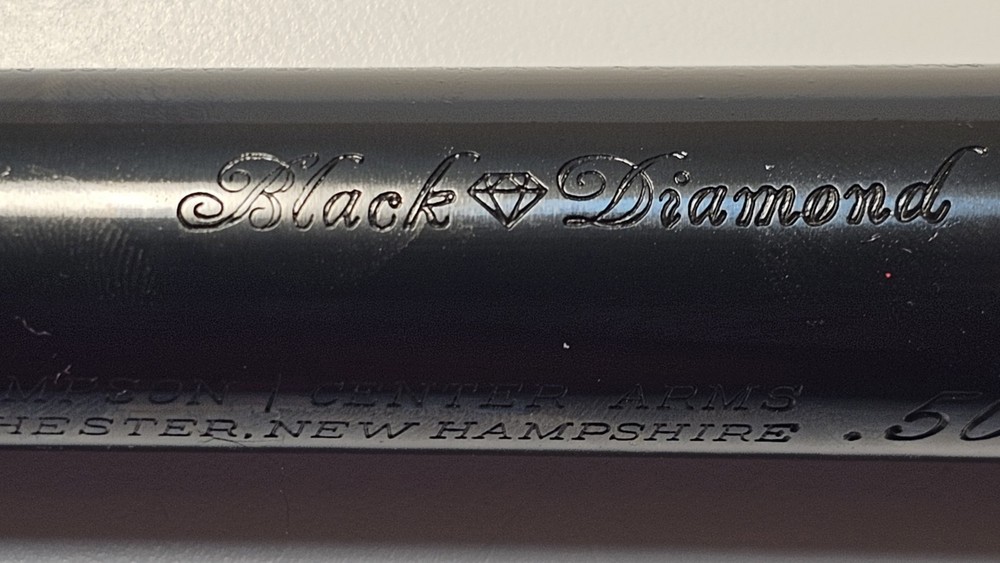 Black Diamond
MPSON | CENTER ARMS
HESTER, NEW HAMPSHIRE .50